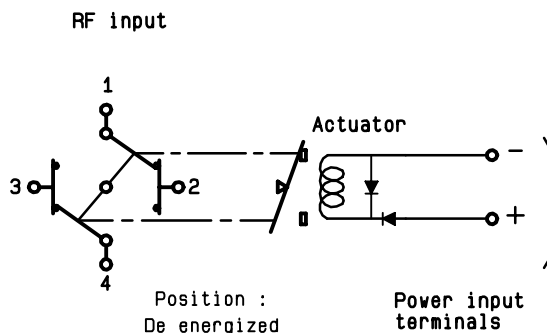 RF input
1
Actuator
-
3
2
+
4
Position :
De energized
Power input
terminals